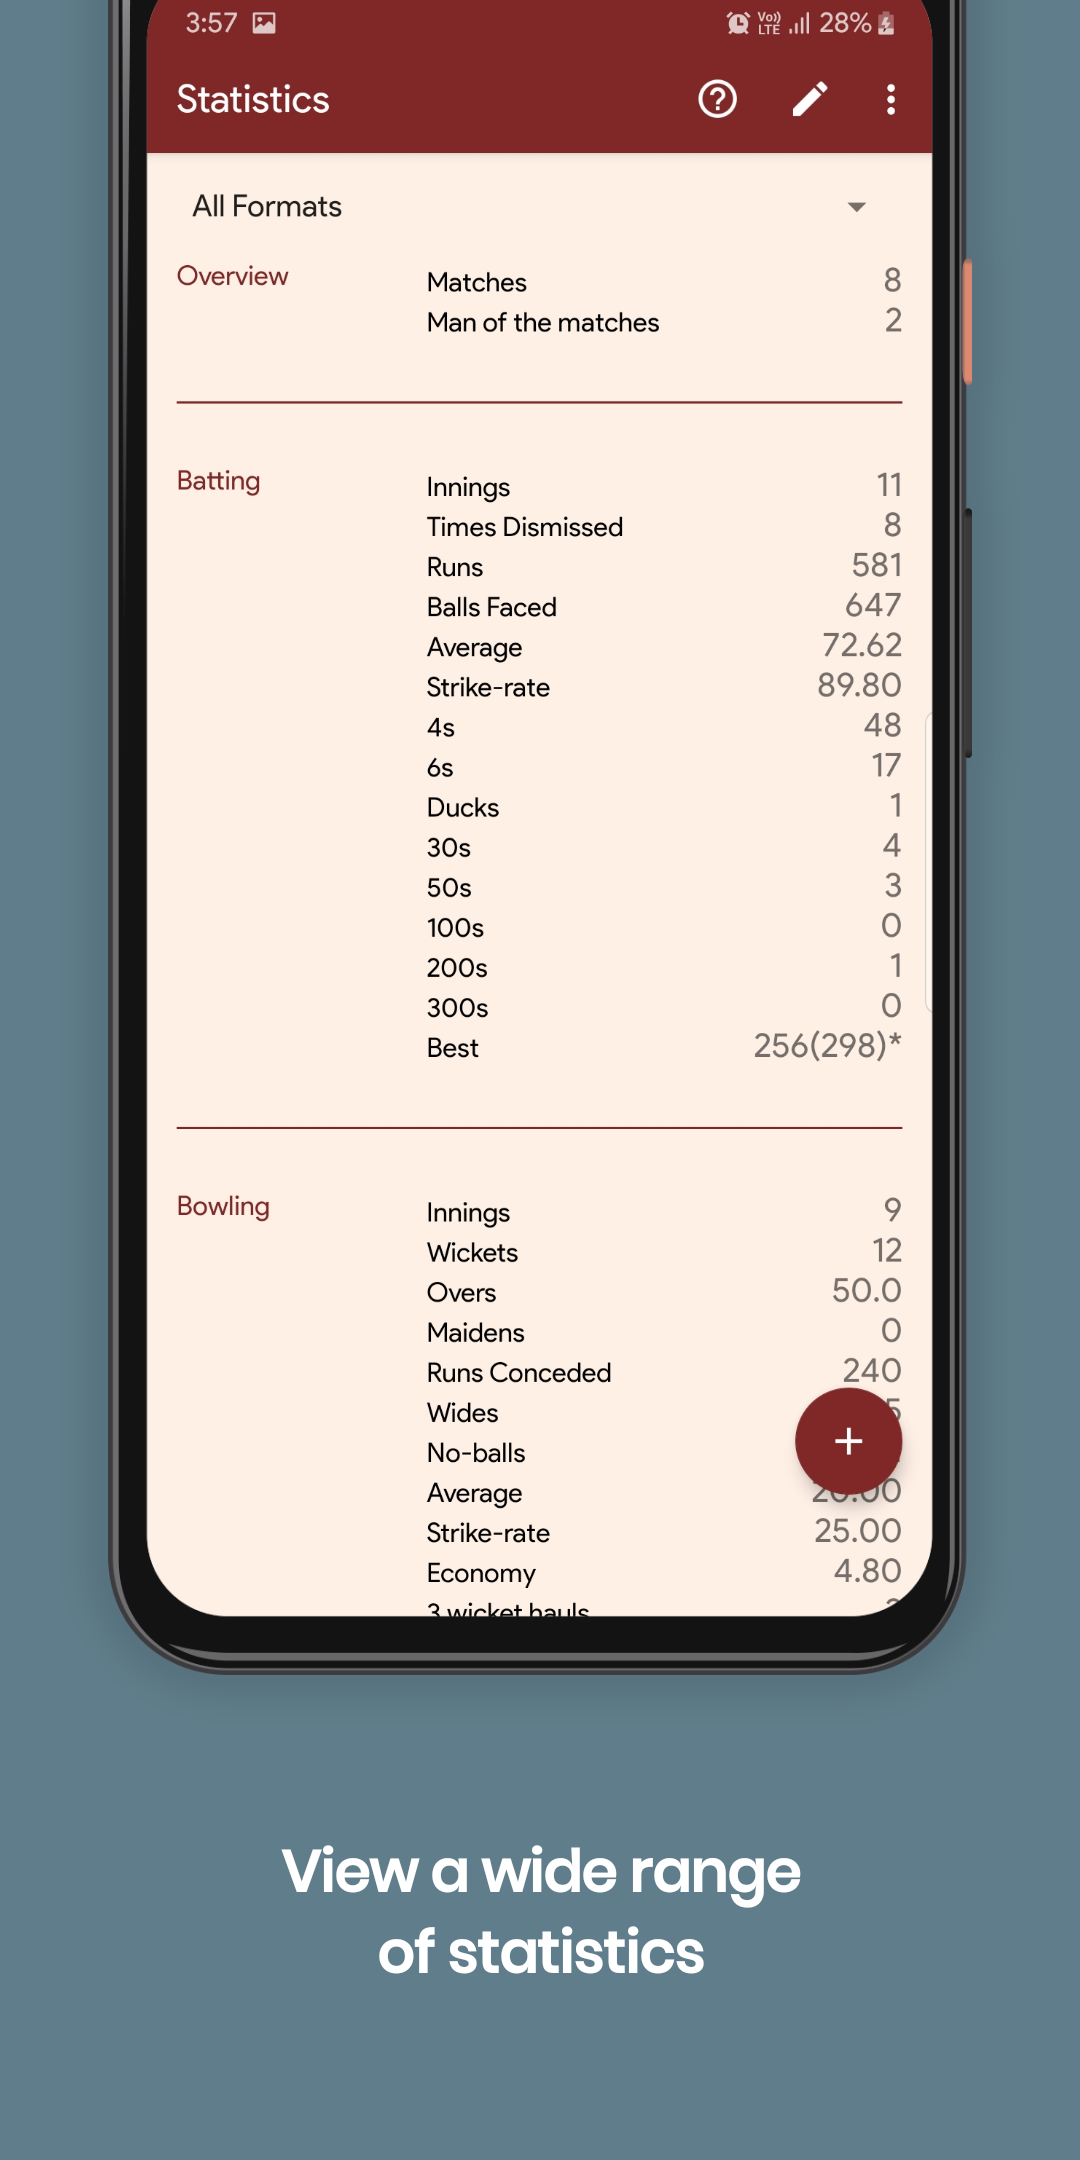 3:57 Vo)) LTE 28%
Statistics
All Formats
Overview
Matches 8
Man of the matches 2
Batting
Innings 11
Times Dismissed 8
Runs 581
Balls Faced 647
Average 72.62
Strike-rate 89.80
4s 48
6s 17
Ducks 1
30s 4
50s 3
100s 0
200s 1
300s 0
Best 256(298)*
Bowling
Innings 9
Wickets 12
Overs 50.0
Maidens 0
Runs Conceded 240
Wides
No-balls
Average 20.00
Strike-rate 25.00
Economy 4.80
3 wicket hauls
View a wide range
of statistics